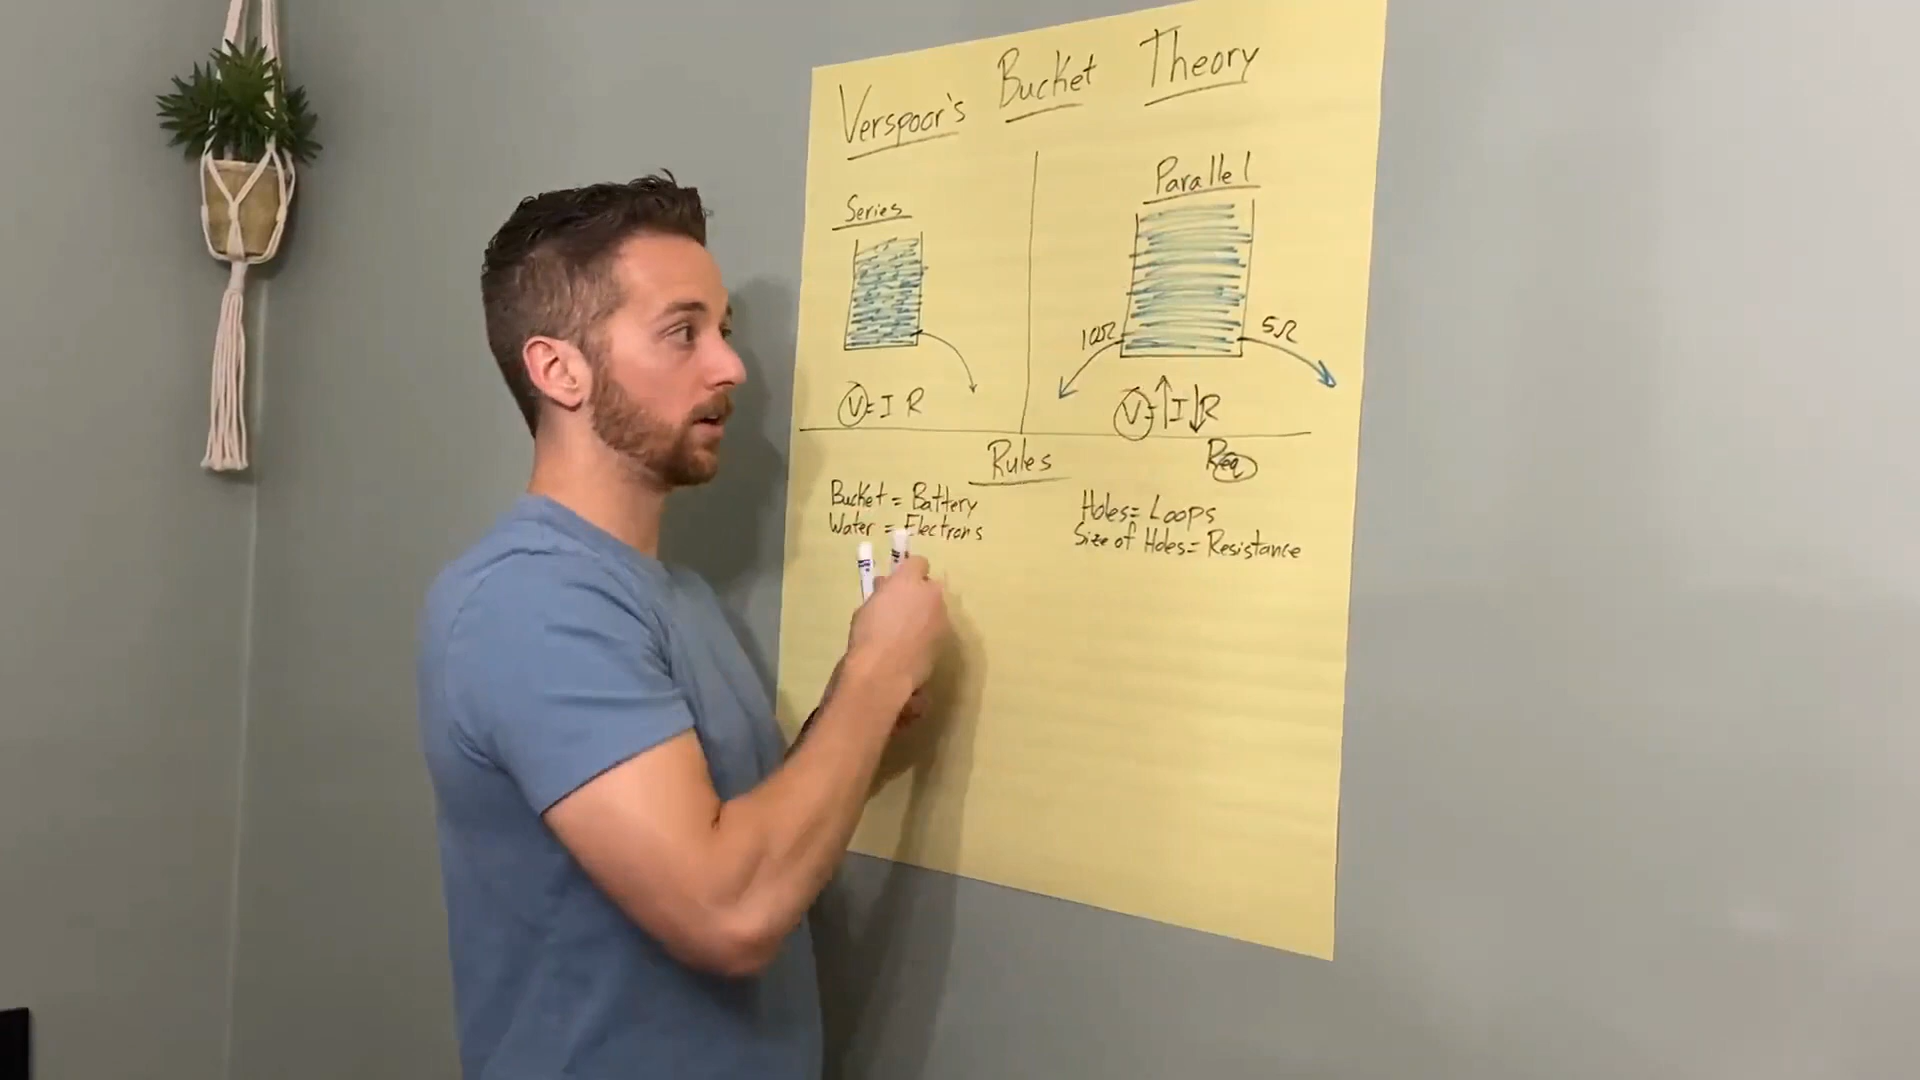 Verspoor's Bucket Theory
Series
V = I R
Parallel
10Ω
5Ω
V = ↑I ↓R
Req
Rules
Bucket = Battery
Water = Electrons
Holes = Loops
Size of Holes = Resistance